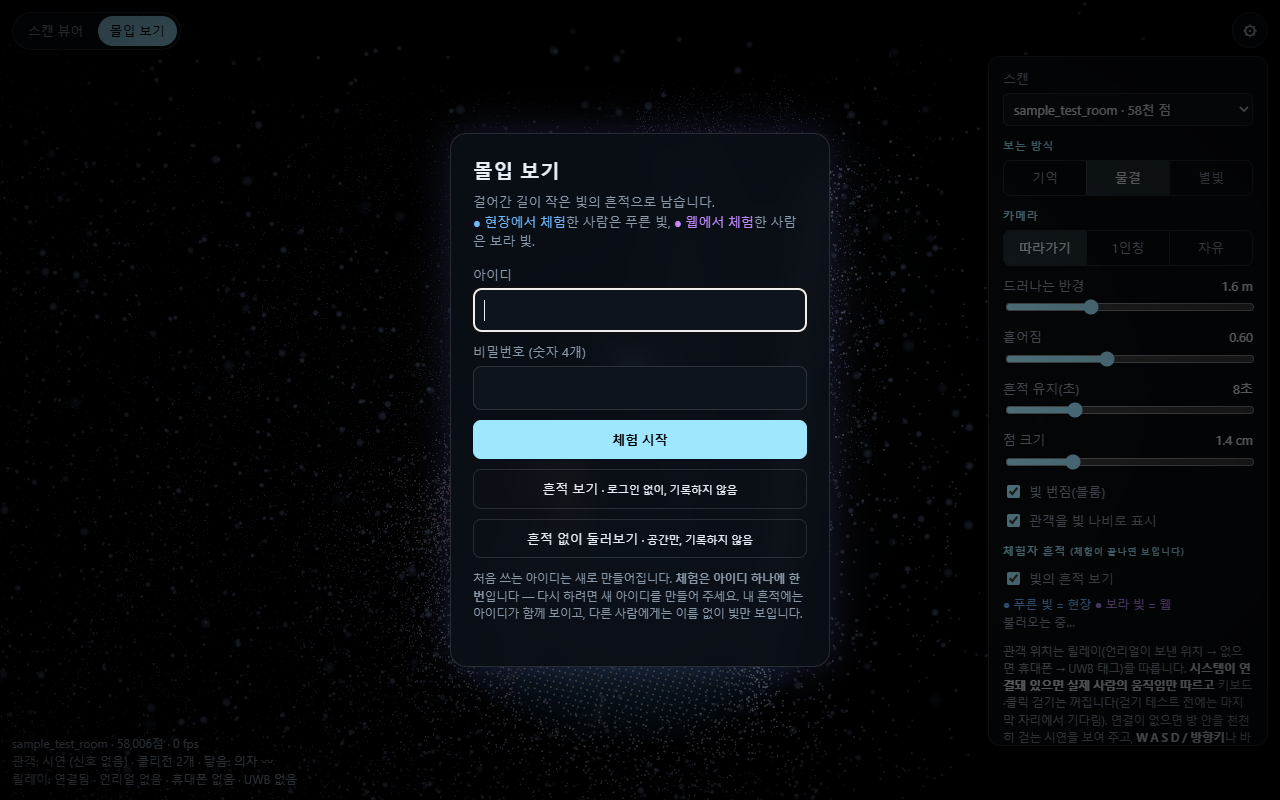 스캔 뷰어
몰입 보기
⚙
몰입 보기
걸어간 길이 작은 빛의 흔적으로 남습니다.
● 현장에서 체험한 사람은 푸른 빛, ● 웹에서 체험한 사람
은 보라 빛.
아이디
비밀번호 (숫자 4개)
체험 시작
흔적 보기 · 로그인 없이, 기록하지 않음
흔적 없이 둘러보기 · 공간만, 기록하지 않음
처음 쓰는 아이디는 새로 만들어집니다. 체험은 아이디 하나에 한
번입니다 — 다시 하려면 새 아이디를 만들어 주세요. 내 흔적에는
아이디가 함께 보이고, 다른 사람에게는 이름 없이 빛만 보입니다.
스캔
sample_test_room · 58천 점
보는 방식
기억
물결
별빛
카메라
따라가기
1인칭
자유
드러나는 반경
1.6 m
흩어짐
0.60
흔적 유지(초)
8초
점 크기
1.4 cm
빛 번짐(블룸)
관객을 빛 나비로 표시
체험자 흔적 (체험이 끝나면 보입니다)
빛의 흔적 보기
● 푸른 빛 = 현장 ● 보라 빛 = 웹
불러오는 중...
관객 위치는 릴레이(언리얼이 보낸 위치 → 없으
면 휴대폰 → UWB 태그)를 따릅니다. 시스템이 연
결돼 있으면 실제 사람의 움직임만 따르고 키보드
·클릭 걷기는 꺼집니다(걷기 테스트 전에는 마지
막 자리에서 기다림). 연결이 없으면 방 안을 천천
히 걷는 시연을 보여 주고, W A S D / 방향키나 바
sample_test_room · 58,006점 · 0 fps
관객: 시연 (신호 없음) · 콜리전 2개 · 닿음: 의자 〰
릴레이: 연결됨 · 언리얼 없음 · 휴대폰 없음 · UWB 없음